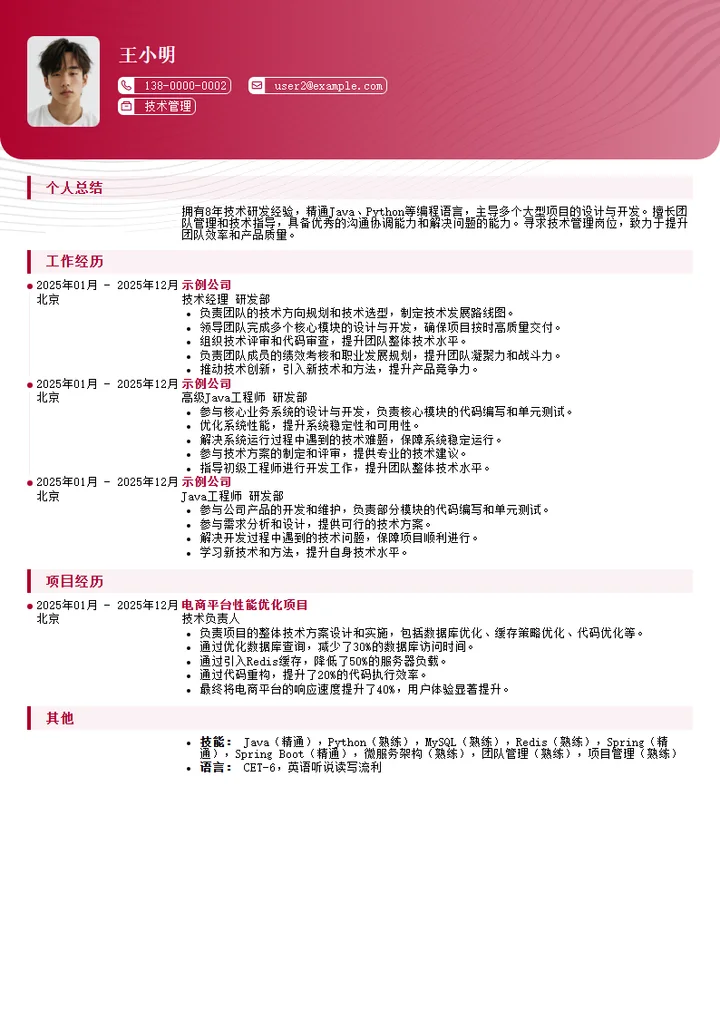 王小明
138-0000-0002
user2@example.com
技术管理
个人总结
拥有8年技术研发经验，精通Java、Python等编程语言，主导多个大型项目的设计与开发。擅长团
队管理和技术指导，具备优秀的沟通协调能力和解决问题的能力。寻求技术管理岗位，致力于提升
团队效率和产品质量。
工作经历
2025年01月 - 2025年12月 示例公司
北京 技术经理 研发部
• 负责团队的技术方向规划和技术选型，制定技术发展路线图。
• 领导团队完成多个核心模块的设计与开发，确保项目按时高质量交付。
• 组织技术评审和代码审查，提升团队整体技术水平。
• 负责团队成员的绩效考核和职业发展规划，提升团队凝聚力和战斗力。
• 推动技术创新，引入新技术和方法，提升产品竞争力。
2025年01月 - 2025年12月 示例公司
北京 高级Java工程师 研发部
• 参与核心业务系统的设计与开发，负责核心模块的代码编写和单元测试。
• 优化系统性能，提升系统稳定性和可用性。
• 解决系统运行过程中遇到的技术难题，保障系统稳定运行。
• 参与技术方案的制定和评审，提供专业的技术建议。
• 指导初级工程师进行开发工作，提升团队整体技术水平。
2025年01月 - 2025年12月 示例公司
北京 Java工程师 研发部
• 参与公司产品的开发和维护，负责部分模块的代码编写和单元测试。
• 参与需求分析和设计，提供可行的技术方案。
• 解决开发过程中遇到的技术问题，保障项目顺利进行。
• 学习新技术和方法，提升自身技术水平。
项目经历
2025年01月 - 2025年12月 电商平台性能优化项目
北京 技术负责人
• 负责项目的整体技术方案设计和实施，包括数据库优化、缓存策略优化、代码优化等。
• 通过优化数据库查询，减少了30%的数据库访问时间。
• 通过引入Redis缓存，降低了50%的服务器负载。
• 通过代码重构，提升了20%的代码执行效率。
• 最终将电商平台的响应速度提升了40%，用户体验显著提升。
其他
• 技能： Java（精通），Python（熟练），MySQL（熟练），Redis（熟练），Spring（精
通），Spring Boot（精通），微服务架构（熟练），团队管理（熟练），项目管理（熟练）
• 语言： CET-6，英语听说读写流利